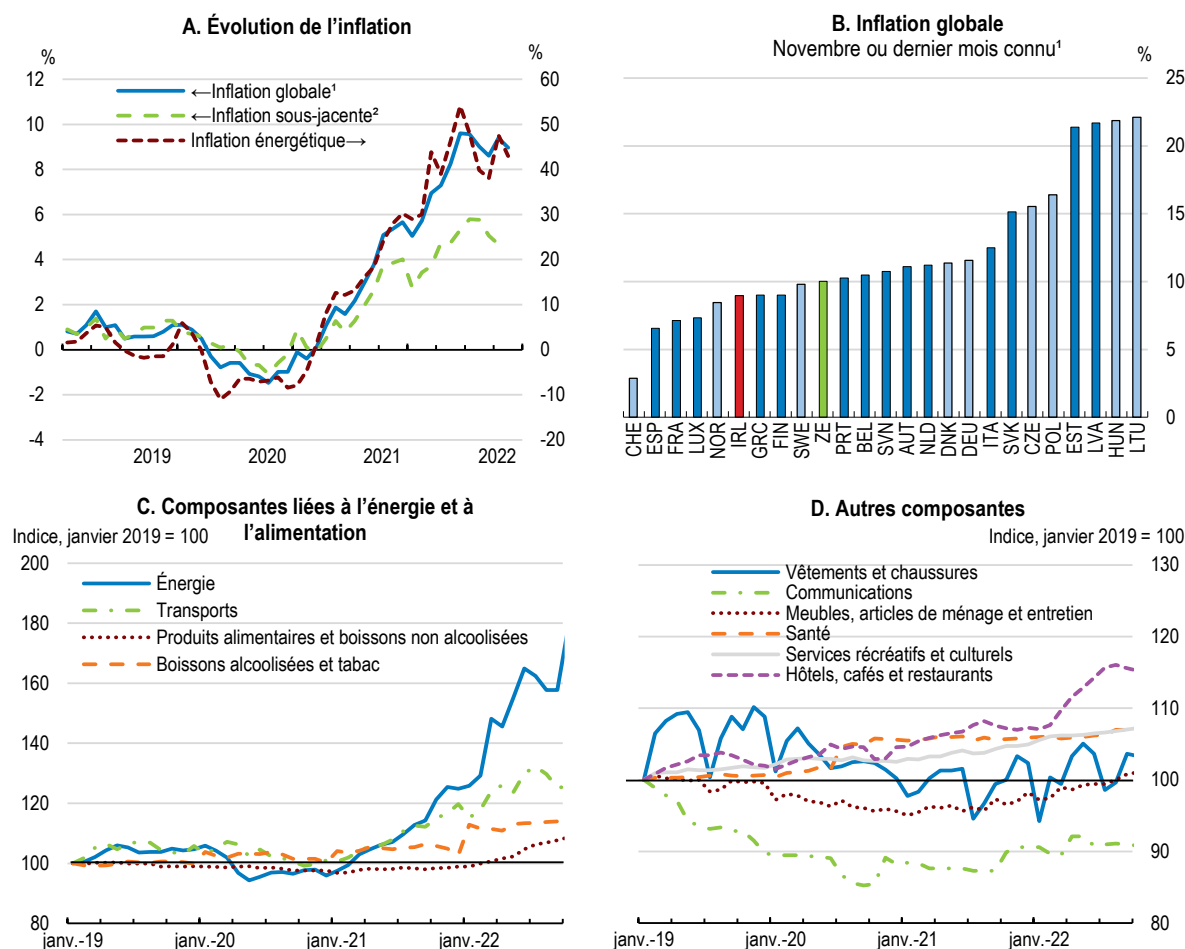 A. Évolution de l’inflation
%
%
12
10
8
6
4
2
0
-2
-4
60
50
40
30
20
10
0
-10
-20
←Inflation globale¹
←Inflation sous-jacente²
Inflation énergétique→
2019 2020 2021 2022
B. Inflation globale
Novembre ou dernier mois connu¹
%
25
20
15
10
5
0
CHE ESP FRA LUX NOR IRL GRC FIN SWE ZE PRT BEL SVN AUT NLD DNK DEU ITA SVK CZE POL EST LVA HUN LTU
C. Composantes liées à l’énergie et à
l’alimentation
Indice, janvier 2019 = 100
200
180
160
140
120
100
80
Énergie
Transports
Produits alimentaires et boissons non alcoolisées
Boissons alcoolisées et tabac
janv.-19 janv.-20 janv.-21 janv.-22
D. Autres composantes
Indice, janvier 2019 = 100
130
120
110
100
90
80
Vêtements et chaussures
Communications
Meubles, articles de ménage et entretien
Santé
Services récréatifs et culturels
Hôtels, cafés et restaurants
janv.-19 janv.-20 janv.-21 janv.-22